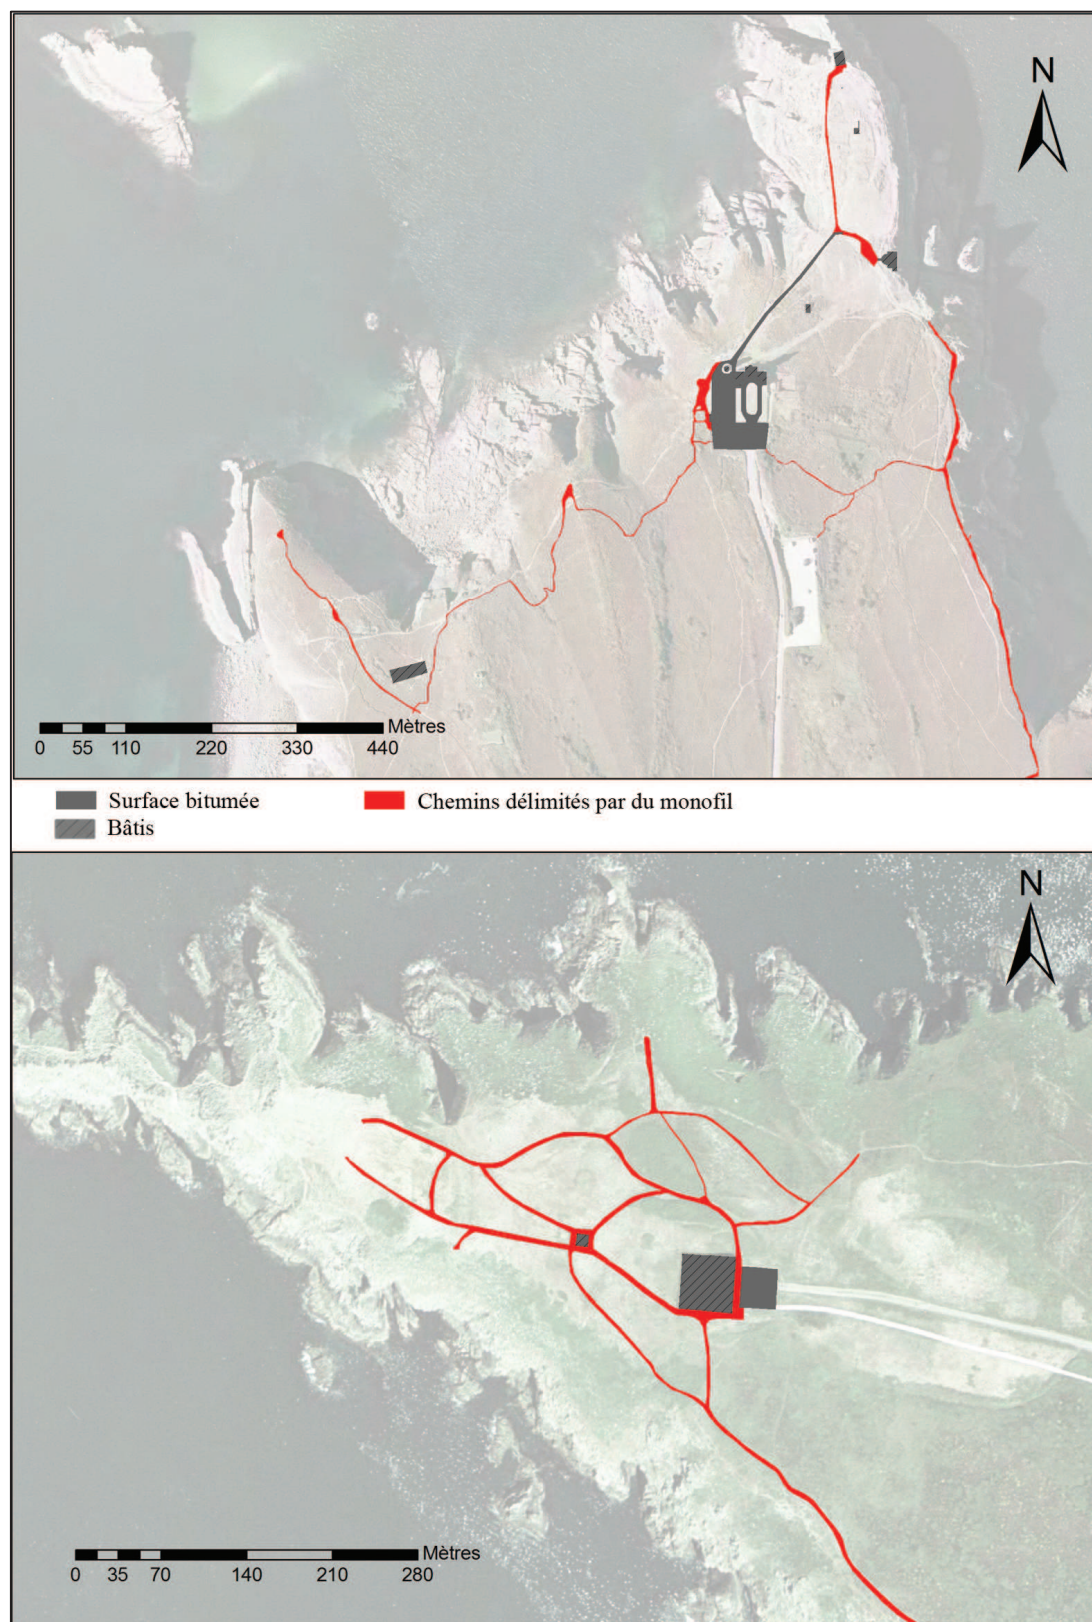 N
Mètres
0 55 110 220 330 440
Surface bitumée
Chemins délimités par du monofil
Bâtis
N
Mètres
0 35 70 140 210 280